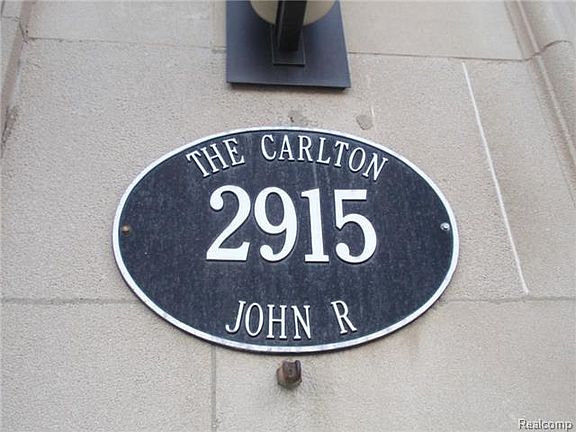 THE CARLTON
2915
JOHN R
Realcomp